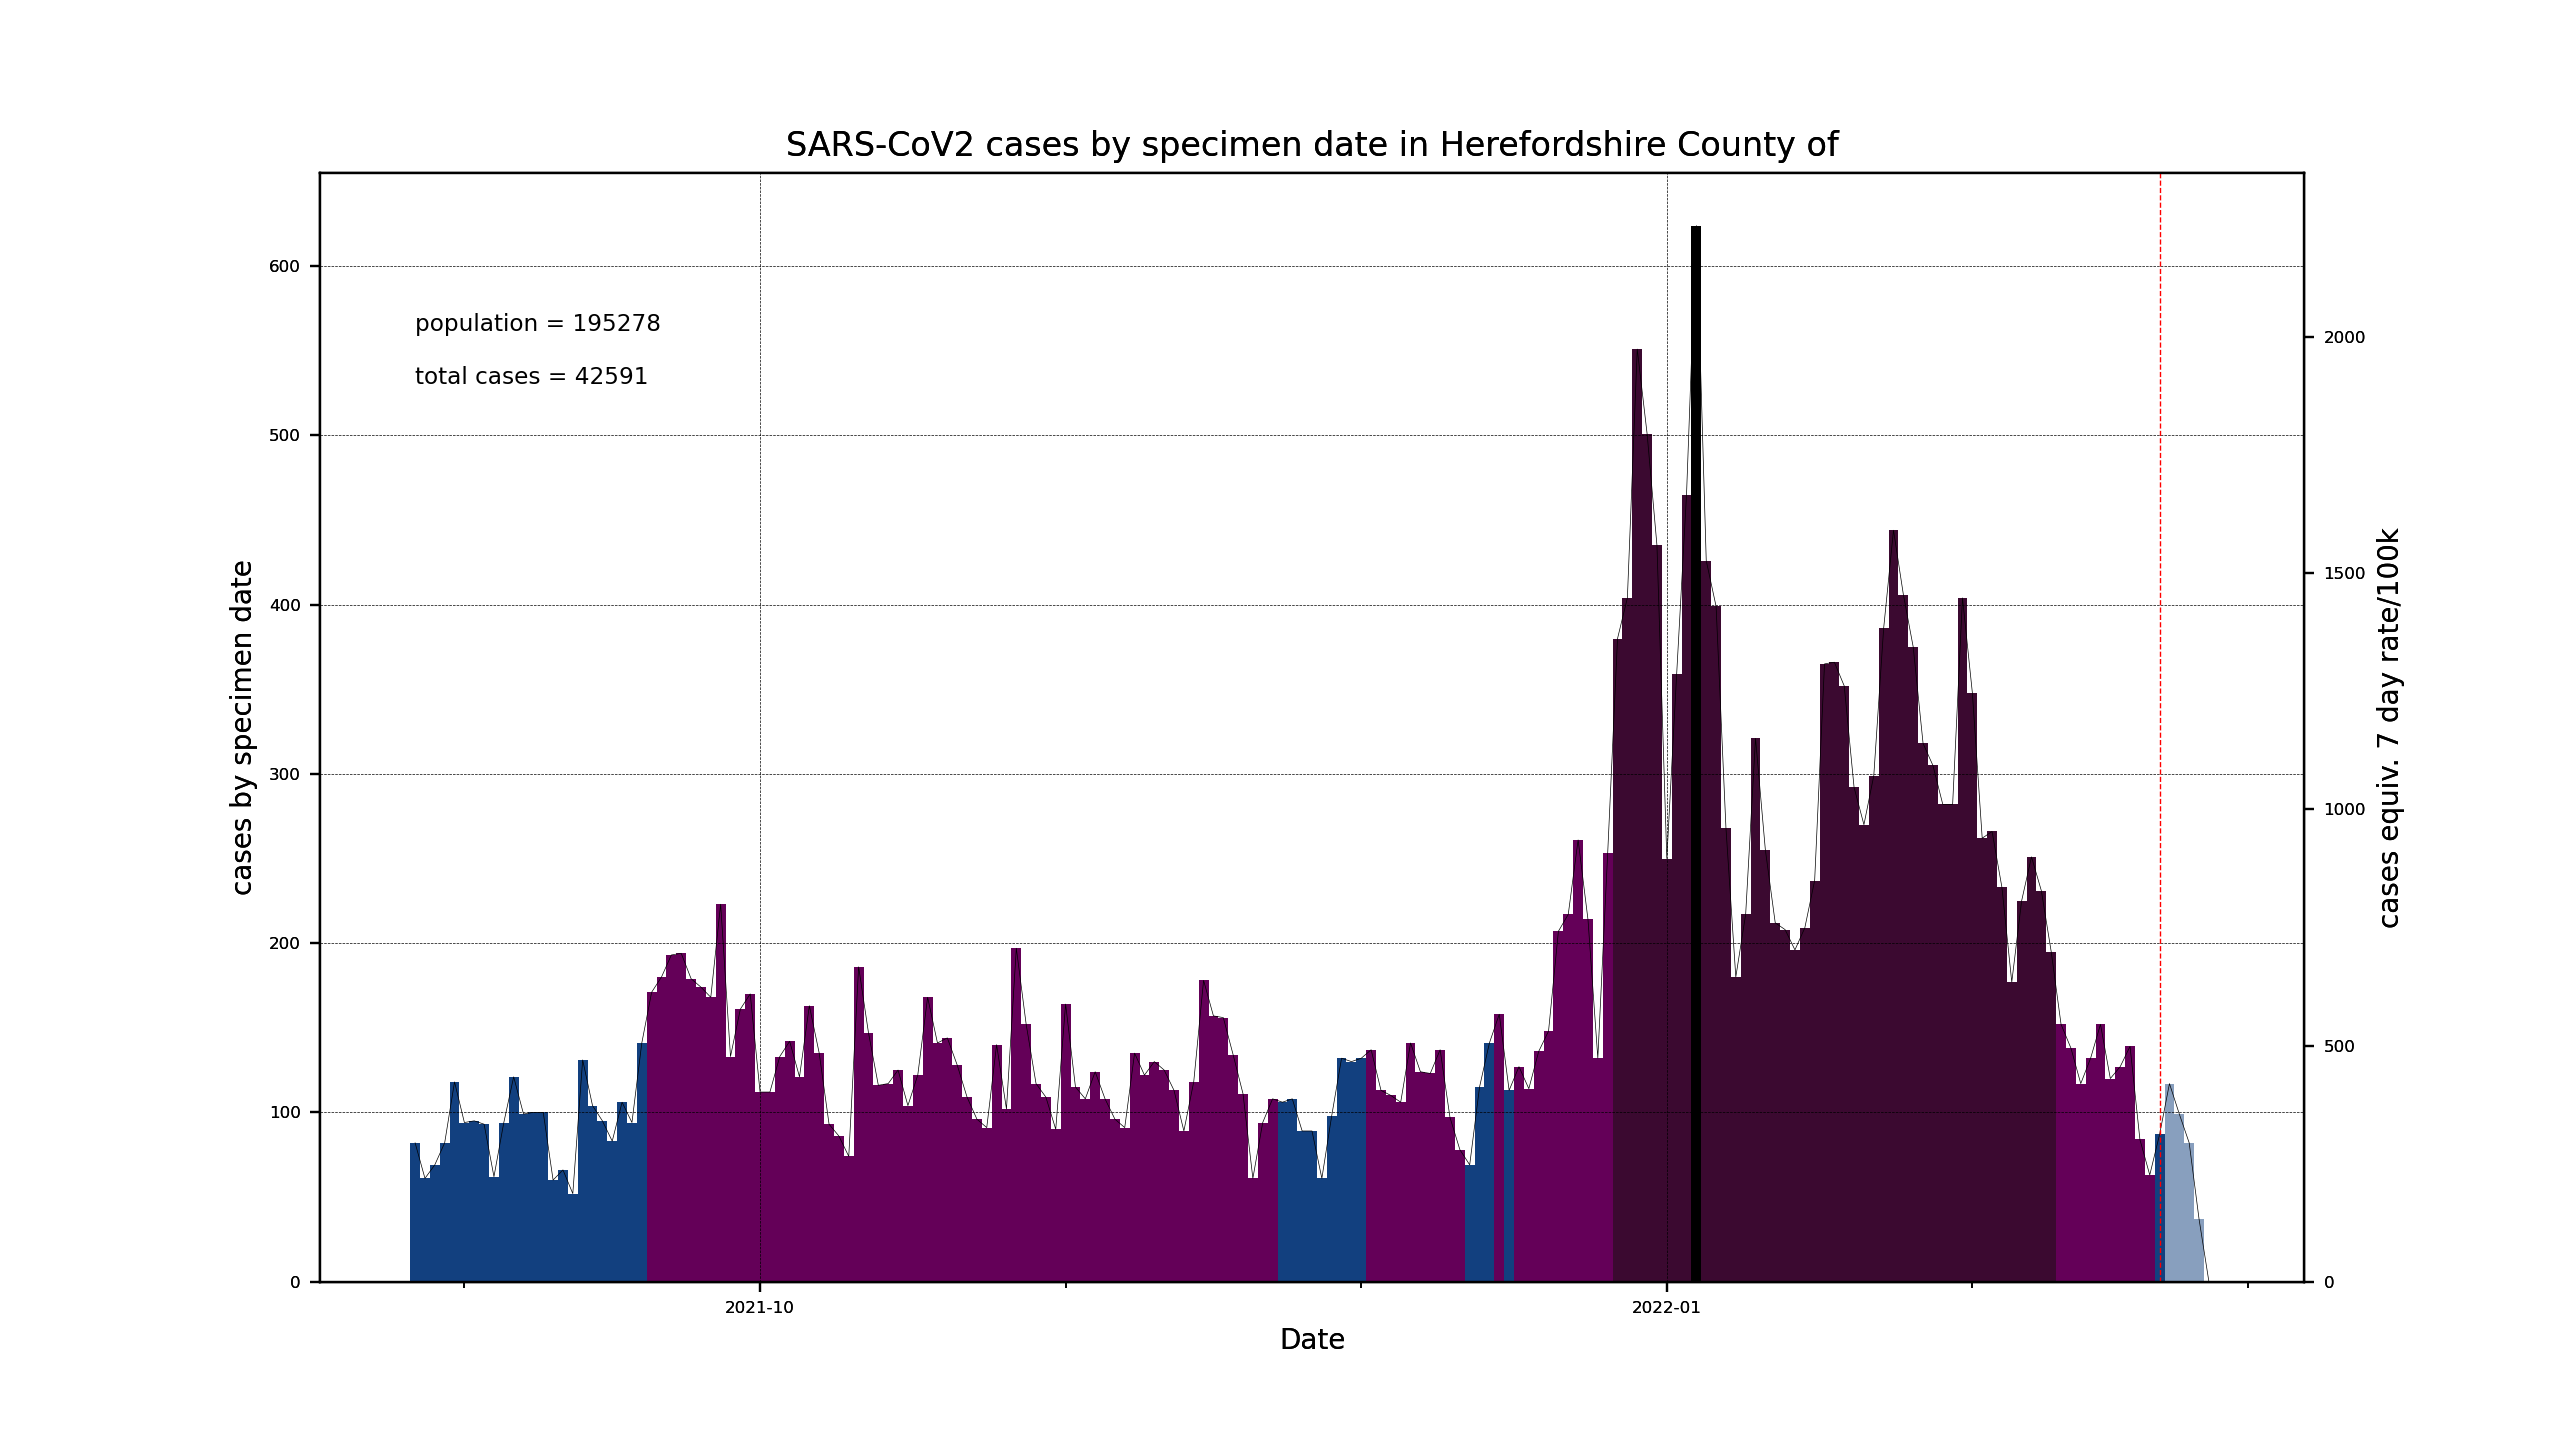 SARS-CoV2 cases by specimen date in Herefordshire County of
population = 195278
total cases = 42591
cases by specimen date
600
500
400
300
200
100
0
2000
1500
1000
500
0
cases equiv. 7 day rate/100k
2021-10
2022-01
Date